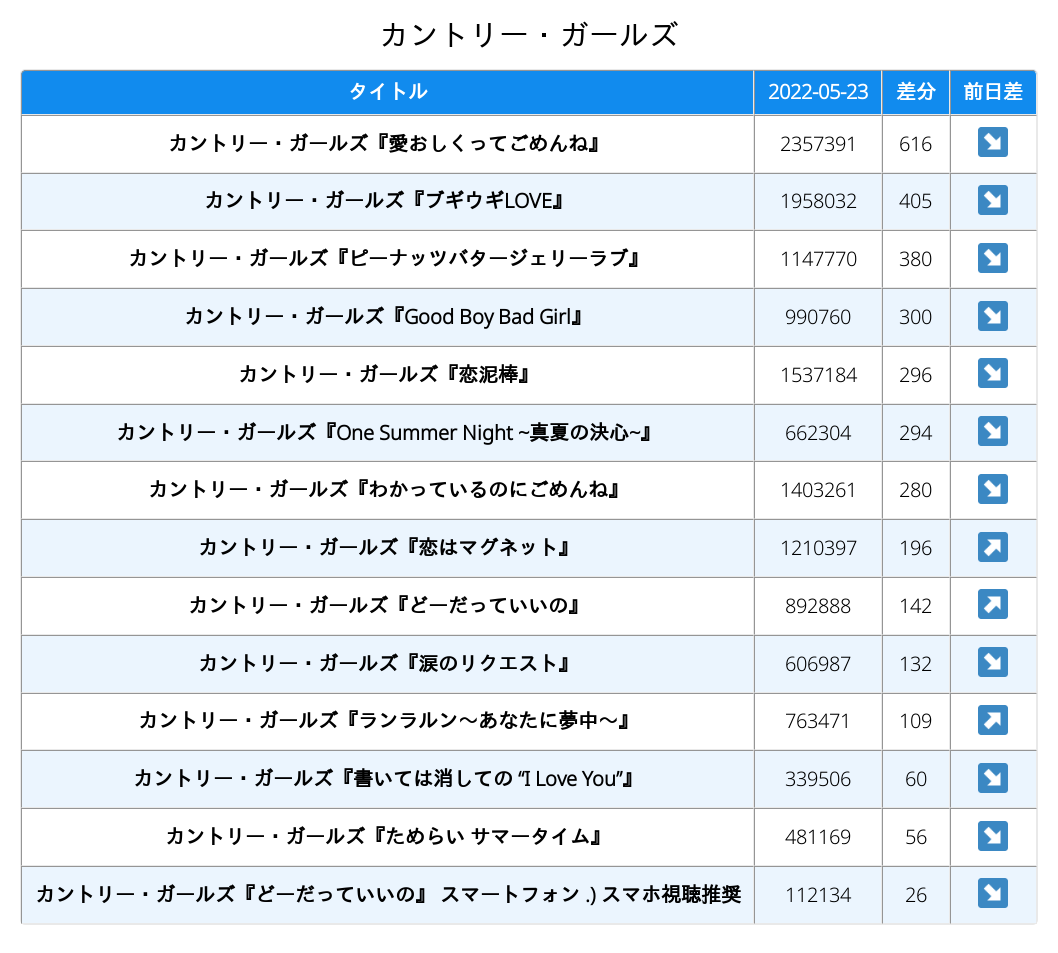 カントリー・ガールズ
タイトル 2022-05-23 差分 前日差
カントリー・ガールズ『愛おしくってごめんね』 2357391 616 ↘
カントリー・ガールズ『ブギウギLOVE』 1958032 405 ↘
カントリー・ガールズ『ピーナッツバタージェリーラブ』 1147770 380 ↘
カントリー・ガールズ『Good Boy Bad Girl』 990760 300 ↘
カントリー・ガールズ『恋泥棒』 1537184 296 ↘
カントリー・ガールズ『One Summer Night ~真夏の決心~』 662304 294 ↘
カントリー・ガールズ『わかっているのにごめんね』 1403261 280 ↘
カントリー・ガールズ『恋はマグネット』 1210397 196 ↗
カントリー・ガールズ『どーだっていいの』 892888 142 ↗
カントリー・ガールズ『涙のリクエスト』 606987 132 ↘
カントリー・ガールズ『ランラルン〜あなたに夢中〜』 763471 109 ↗
カントリー・ガールズ『書いては消しての “I Love You”』 339506 60 ↘
カントリー・ガールズ『ためらい サマータイム』 481169 56 ↘
カントリー・ガールズ『どーだっていいの』 スマートフォン .) スマホ視聴推奨 112134 26 ↘